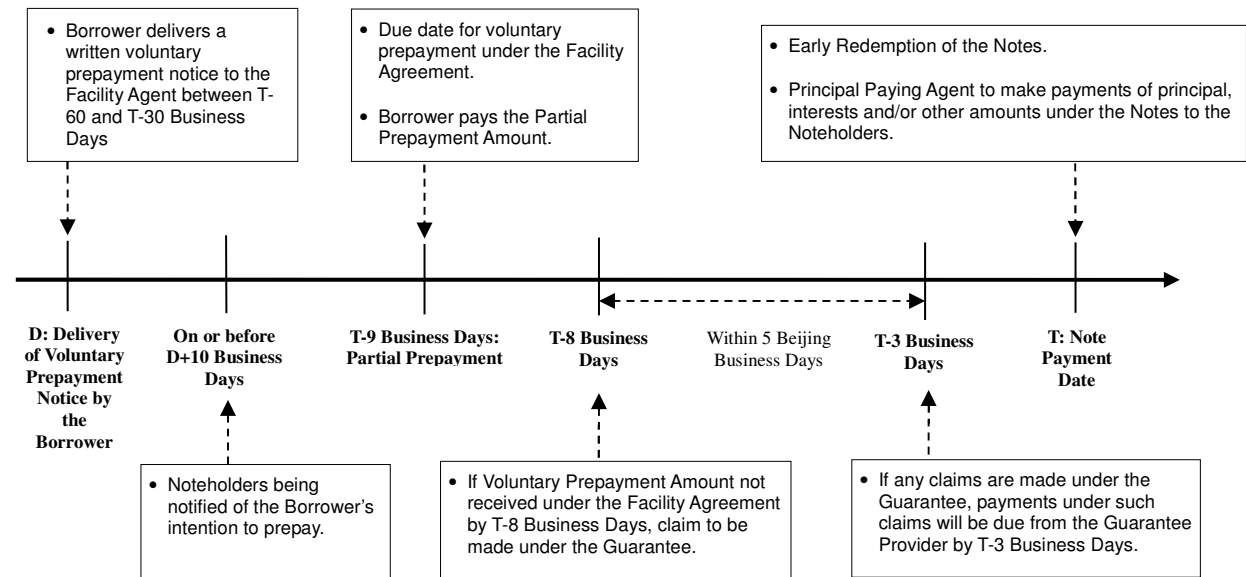 • Borrower delivers a
written voluntary
prepayment notice to the
Facility Agent between T-
60 and T-30 Business
Days
• Due date for voluntary
prepayment under the Facility
Agreement.
• Borrower pays the Partial
Prepayment Amount.
• Early Redemption of the Notes.
• Principal Paying Agent to make payments of principal,
interests and/or other amounts under the Notes to the
Noteholders.
D: Delivery
of Voluntary
Prepayment
Notice by
the
Borrower
On or before
D+10 Business
Days
T-9 Business Days:
Partial Prepayment
T-8 Business
Days
Within 5 Beijing
Business Days
T-3 Business
Days
T: Note
Payment
Date
• Noteholders being
notified of the Borrower's
intention to prepay.
• If Voluntary Prepayment Amount not
received under the Facility Agreement
by T-8 Business Days, claim to be
made under the Guarantee.
• If any claims are made under the
Guarantee, payments under such
claims will be due from the Guarantee
Provider by T-3 Business Days.